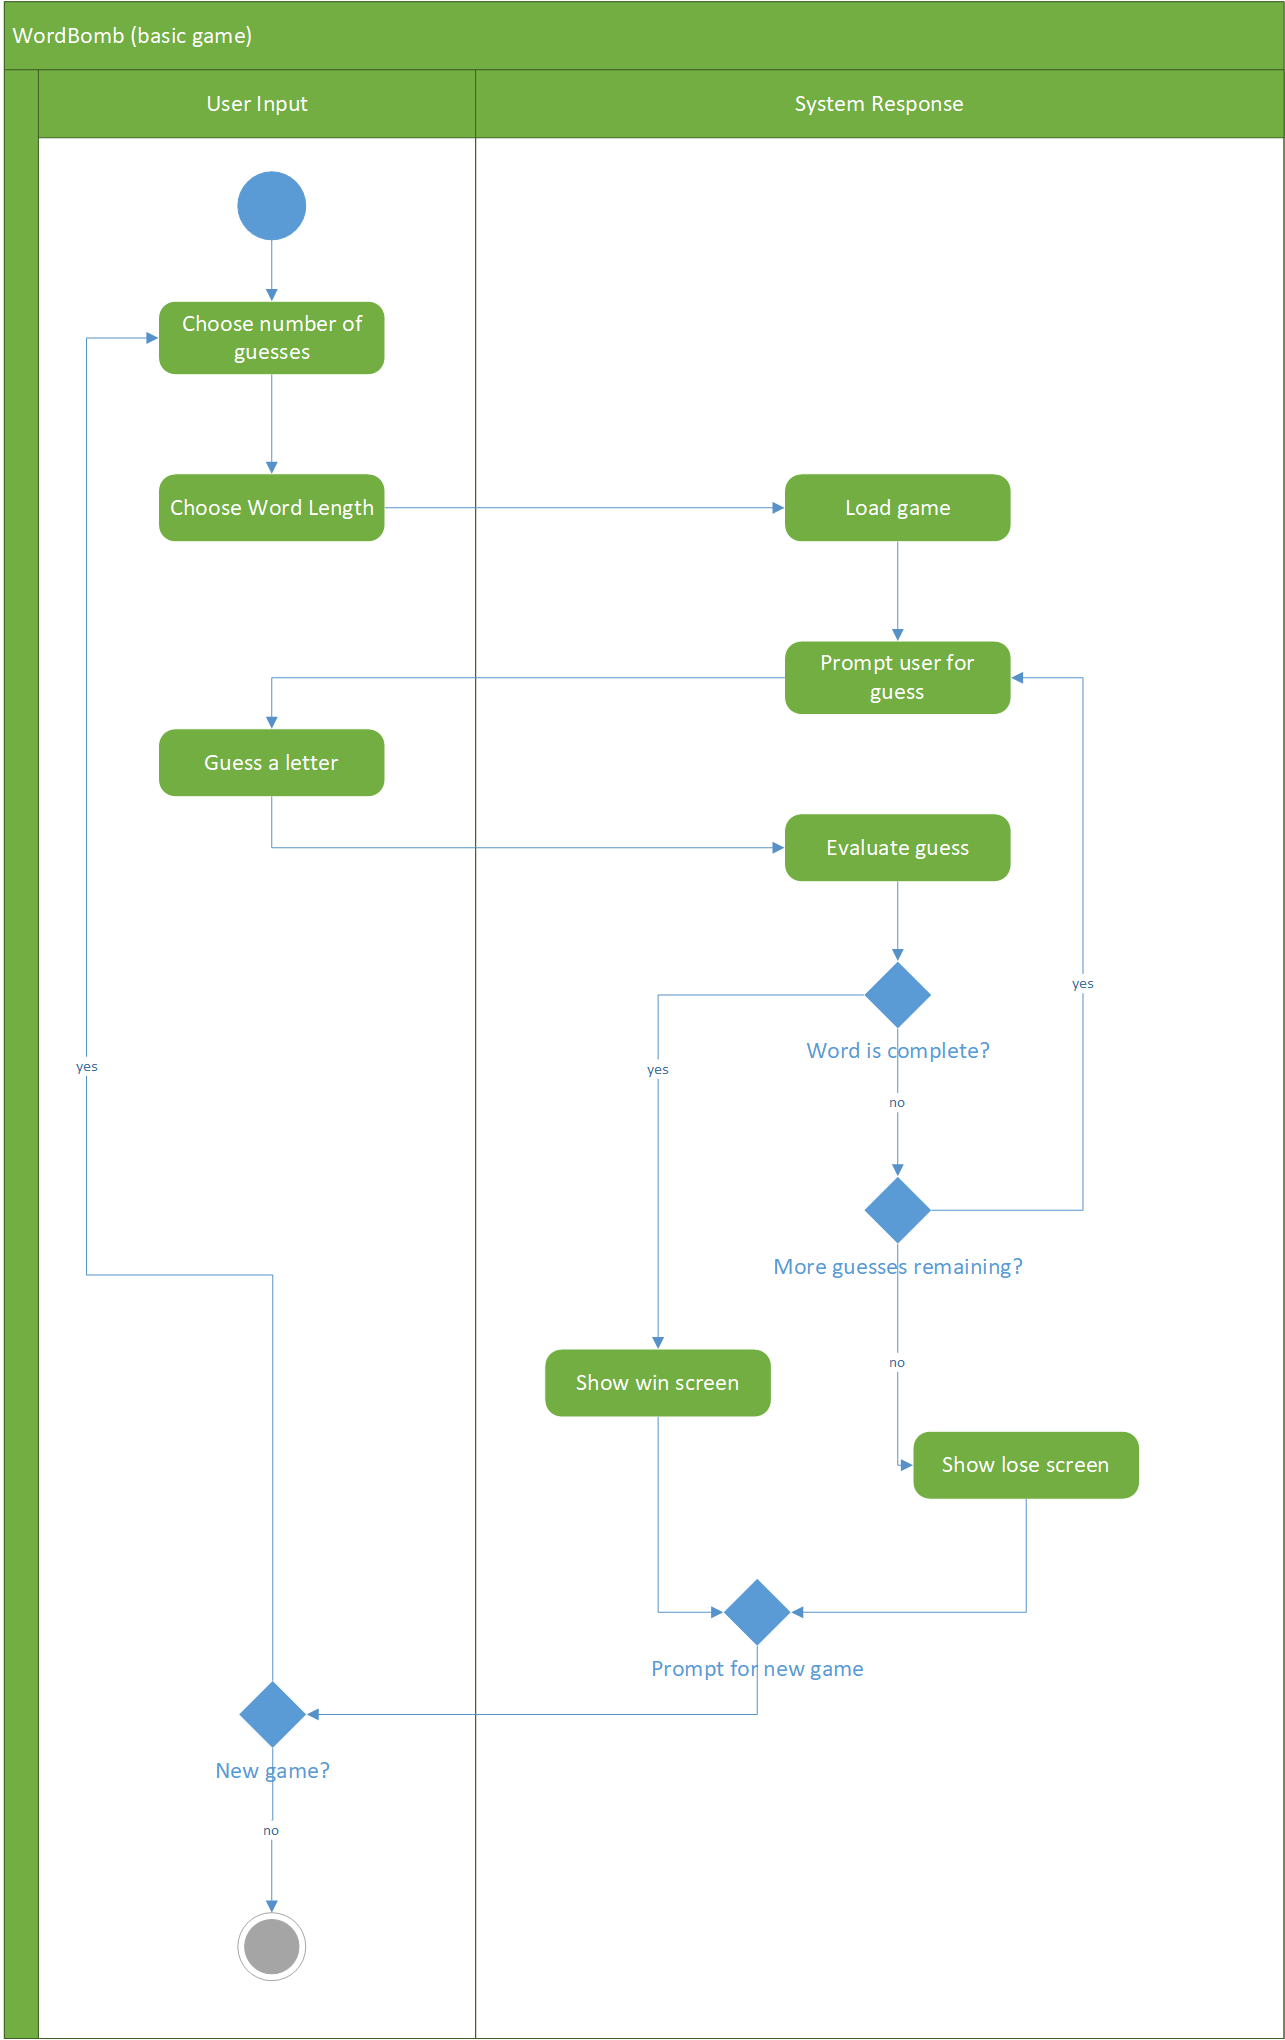 WordBomb (basic game)
User Input
System Response
Choose number of
guesses
Choose Word Length
Load game
Prompt user for
guess
Guess a letter
Evaluate guess
yes
Word is complete?
yes
yes
no
More guesses remaining?
no
Show win screen
Show lose screen
Prompt for new game
New game?
no